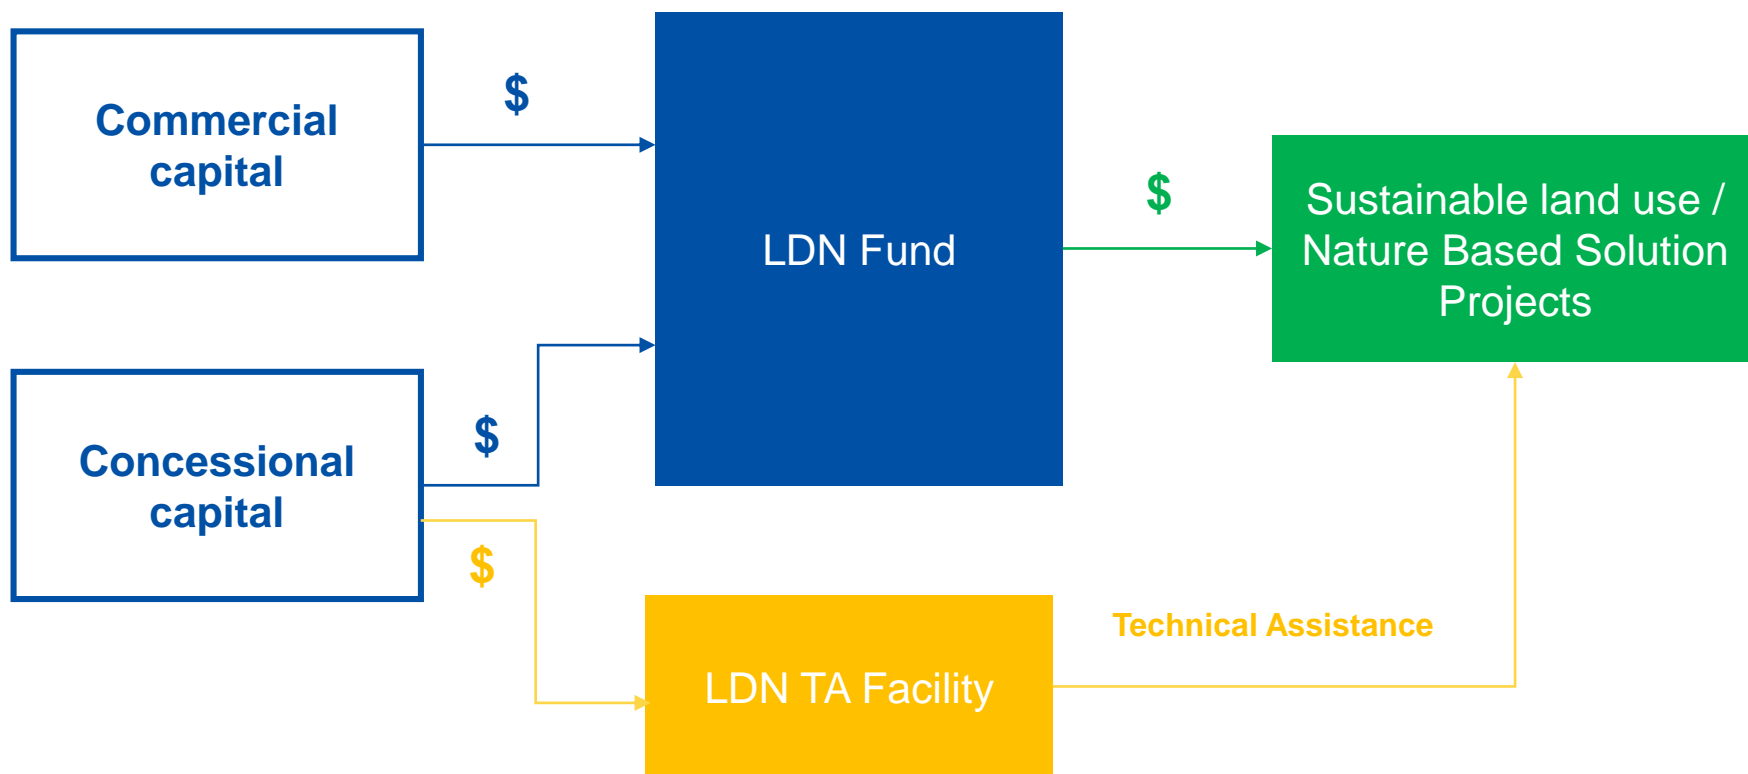 Commercial
capital
$
LDN Fund
$
Sustainable land use /
Nature Based Solution
Projects
Concessional
capital
$
$
LDN TA Facility
Technical Assistance